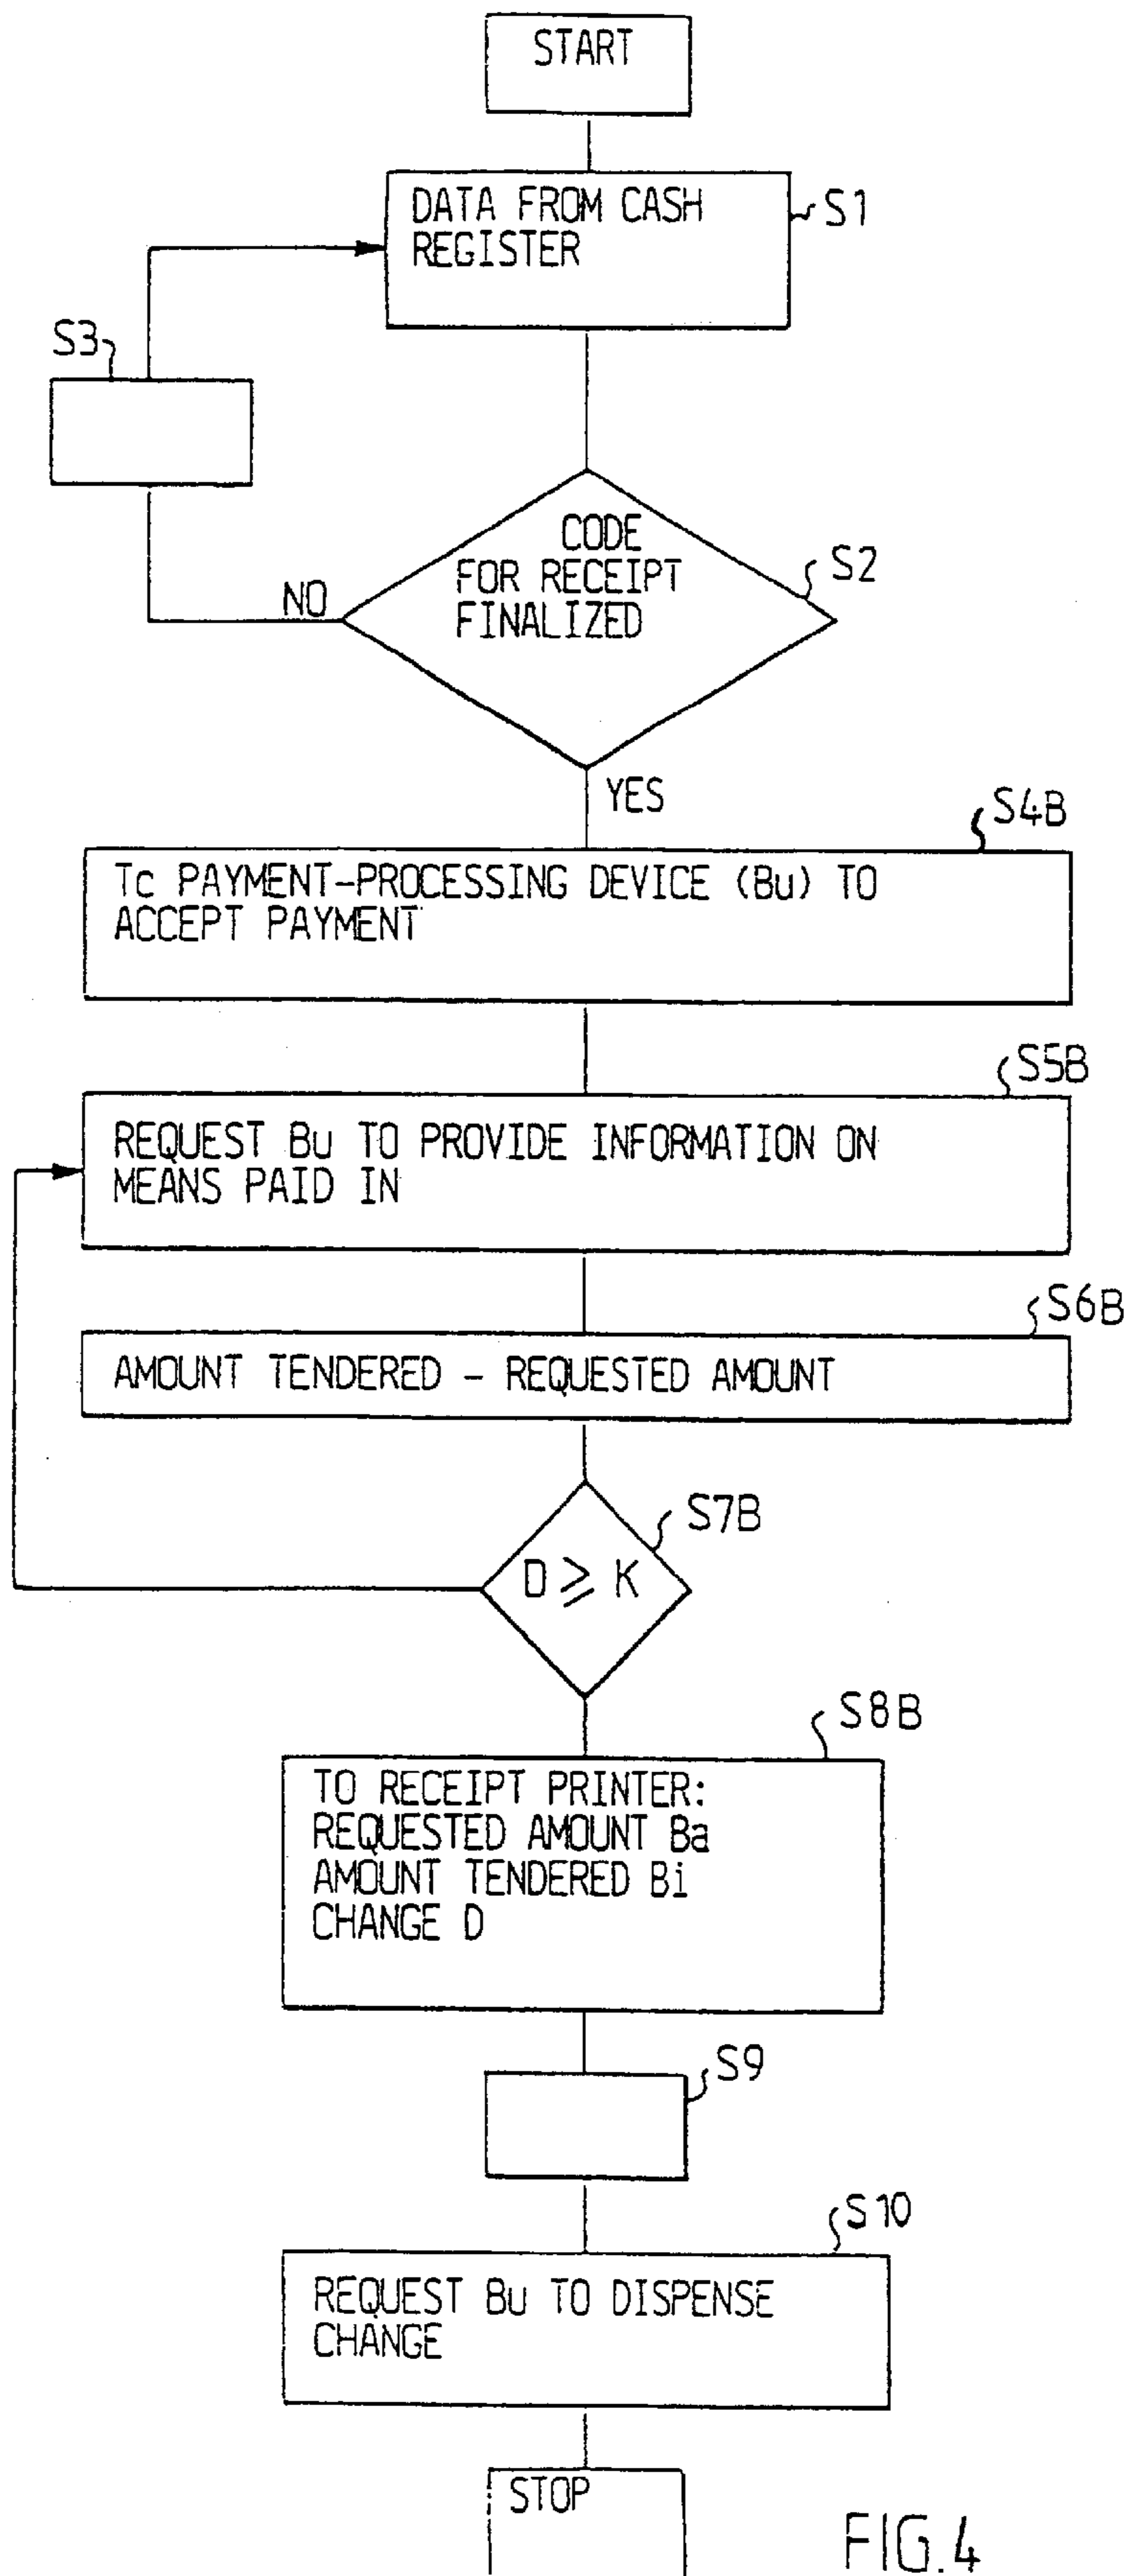 START
DATA FROM CASH
REGISTER
S1
S3
CODE
FOR RECEIPT
FINALIZED
S2
NO
YES
S4B
Tc PAYMENT-PROCESSING DEVICE (Bu) TO
ACCEPT PAYMENT
S5B
REQUEST Bu TO PROVIDE INFORMATION ON
MEANS PAID IN
S6B
AMOUNT TENDERED - REQUESTED AMOUNT
S7B
D ⩾ K
S8B
TO RECEIPT PRINTER:
REQUESTED AMOUNT Ba
AMOUNT TENDERED Bi
CHANGE D
S9
S10
REQUEST Bu TO DISPENSE
CHANGE
STOP
FIG.4